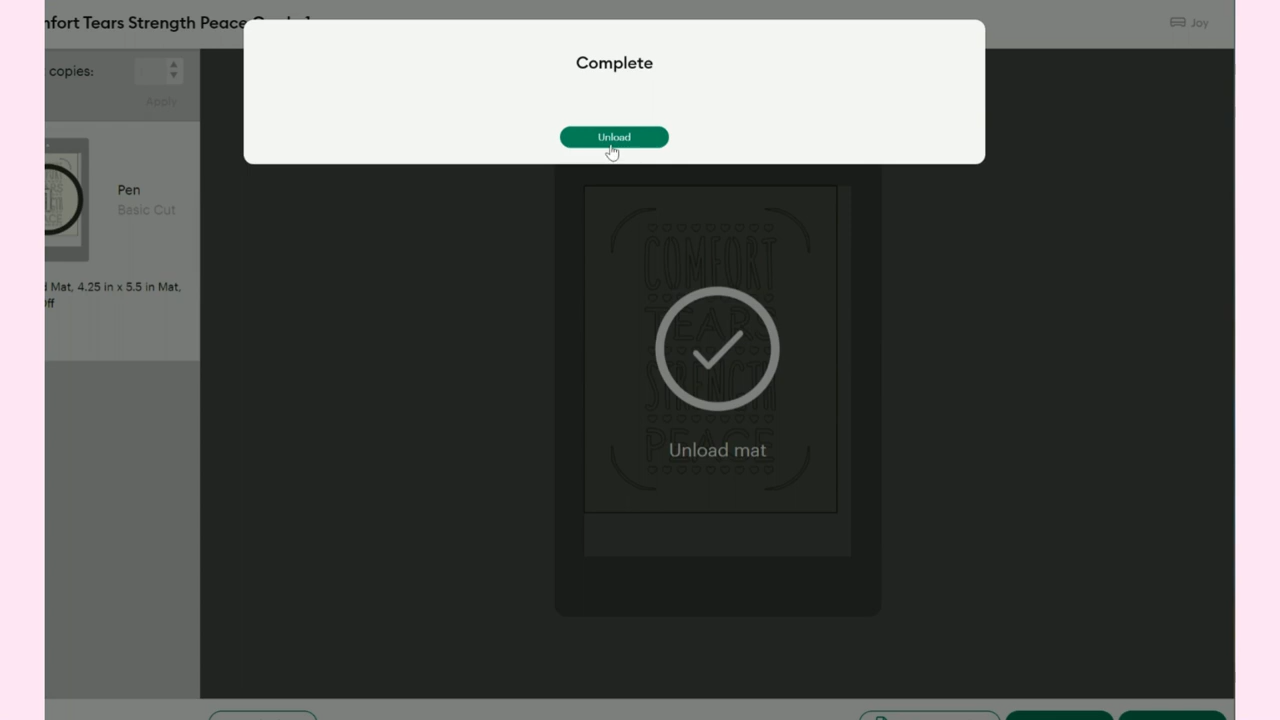 nfort Tears Strength Peace
Joy
copies:
Apply
Complete
Unload
Pen
Basic Cut
d Mat, 4.25 in x 5.5 in Mat,
ff
COMFORT
TEARS
STRENGTH
PEACE
Unload mat